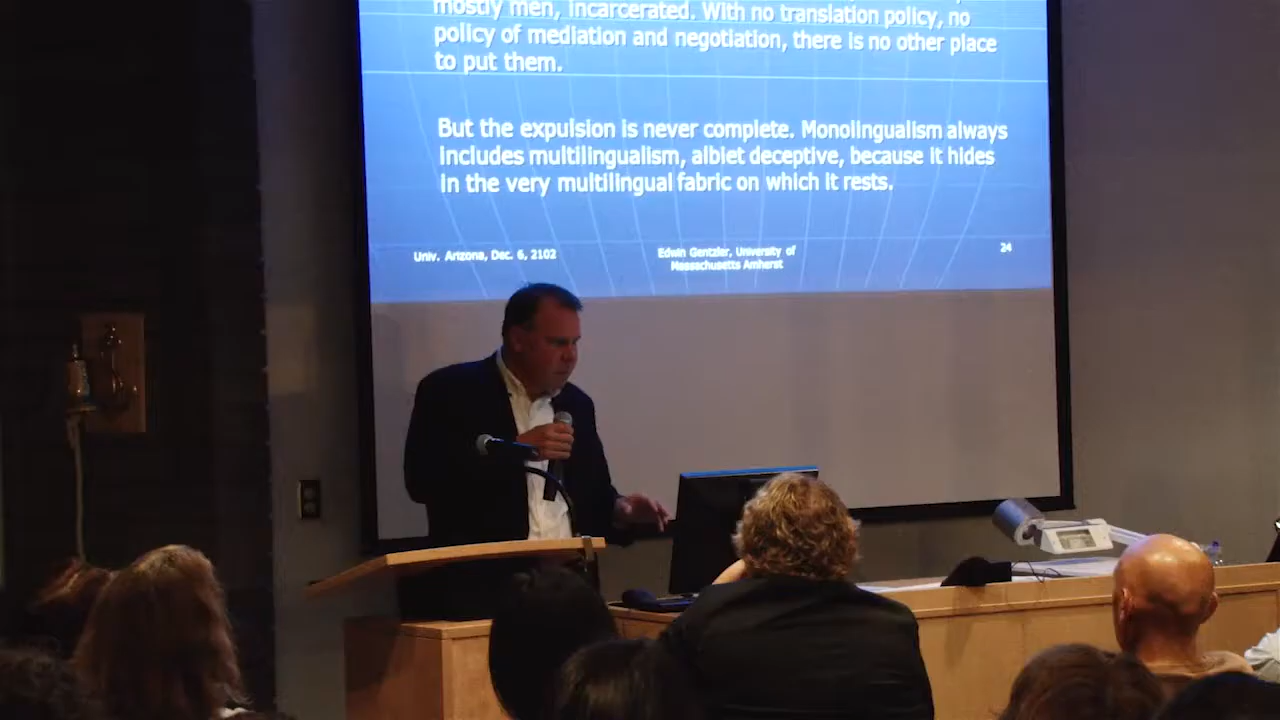 mostly men, incarcerated. With no translation policy, no
policy of mediation and negotiation, there is no other place
to put them.
But the expulsion is never complete. Monolingualism always
includes multilingualism, albiet deceptive, because it hides
in the very multilingual fabric on which it rests.
Univ. Arizona, Dec. 6, 2102
Edwin Gentzler, University of
Massachusetts Amherst
24